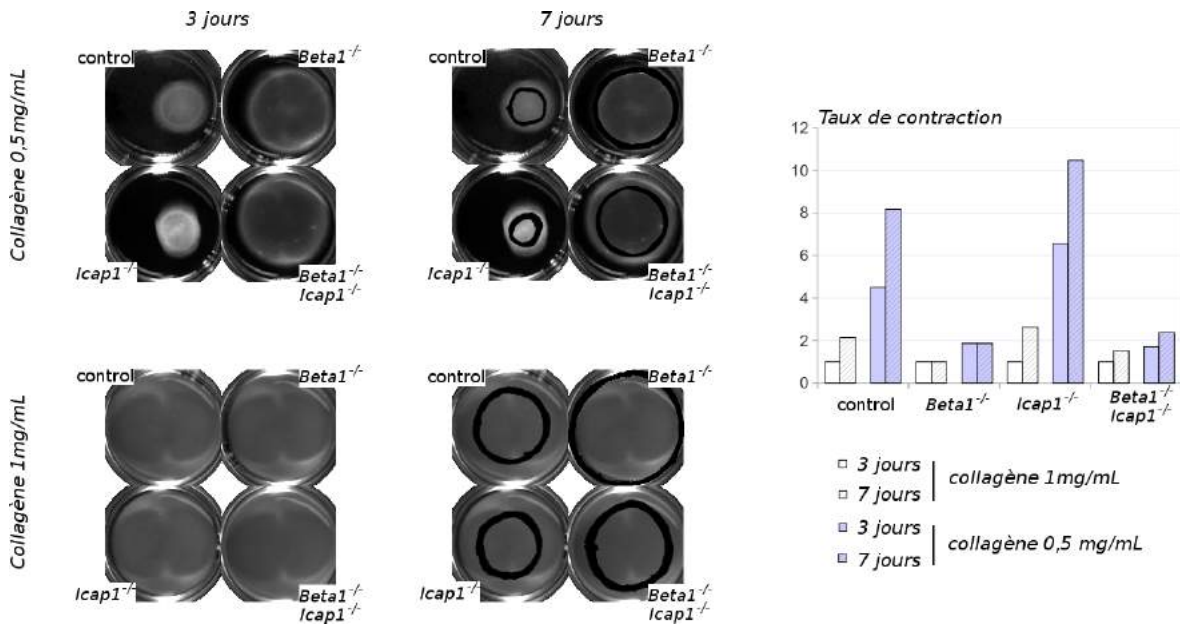 3 jours
7 jours
Collagène 0,5mg/mL
control
Beta1-/-
Icap1-/-
Beta1-/-
Icap1-/-
control
Beta1-/-
Icap1-/-
Beta1-/-
Icap1-/-
Collagène 1mg/mL
control
Beta1-/-
Icap1-/-
Beta1-/-
Icap1-/-
control
Beta1-/-
Icap1-/-
Beta1-/-
Icap1-/-
Taux de contraction
12
10
8
6
4
2
0
control
Beta1-/-
Icap1-/-
Beta1-/-
Icap1-/-
3 jours
7 jours
collagène 1mg/mL
3 jours
7 jours
collagène 0,5 mg/mL